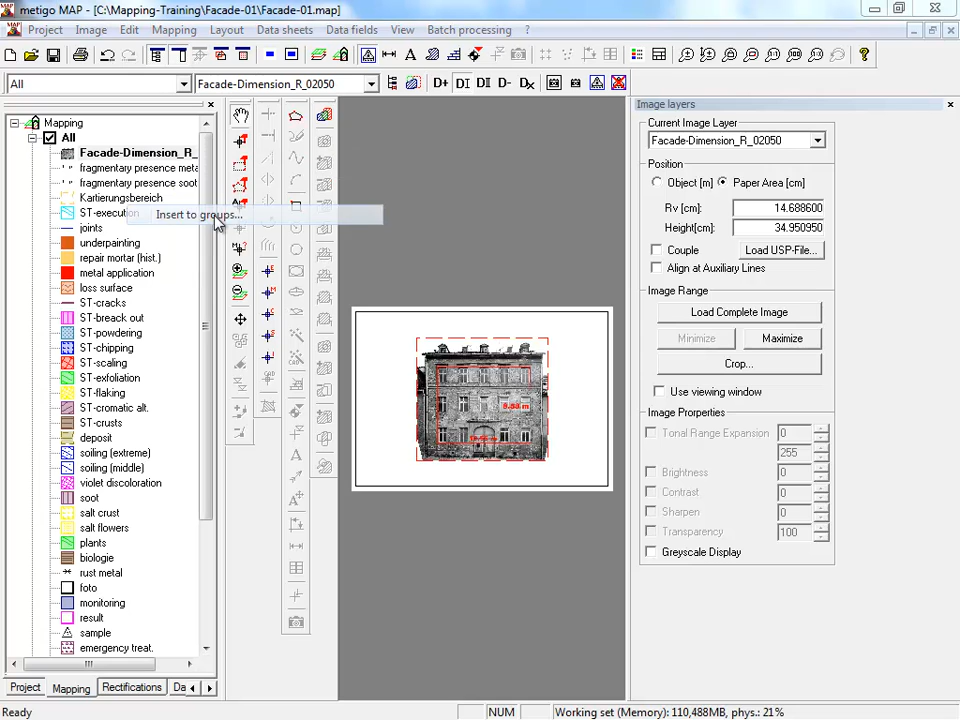 metigo MAP - [C:\Mapping-Training\Facade-01\Facade-01.map]
Project Image Mapping Layout Data sheets Data fields View Batch processing ?
All Facade-Dimension_R_02050 D+ D-
Mapping
All
Facade-Dimension_R_
fragmentary presence meta
fragmentary presence soot
Kartierungsbereich
ST-execution
Insert to groups...
joints
underpainting
repair mortar (hist.)
metal application
loss surface
ST-cracks
ST-breack out
ST-powdering
ST-chipping
ST-scaling
ST-exfoliation
ST-flaking
ST-cromatic alt.
ST-crusts
deposit
soiling (extreme)
soiling (middle)
violet discoloration
soot
salt crust
salt flowers
plants
biologie
rust metal
foto
monitoring
result
sample
emergency treat.
Project Mapping Rectifications Da
Image layers
Current Image Layer
Facade-Dimension_R_02050
Position
Object [m] Paper Area [cm]
Rv [cm]: 14.688600
Height[cm]: 34.950950
Couple Load USP-File...
Align at Auxiliary Lines
Image Range
Load Complete Image
Minimize Maximize
Crop...
Use viewing window
Image Properties
Tonal Range Expansion 0
255
Brightness 0
Contrast 0
Sharpen 0
Transparency 100
Greyscale Display
Ready NUM Working set (Memory): 110,488MB, phys.: 21%